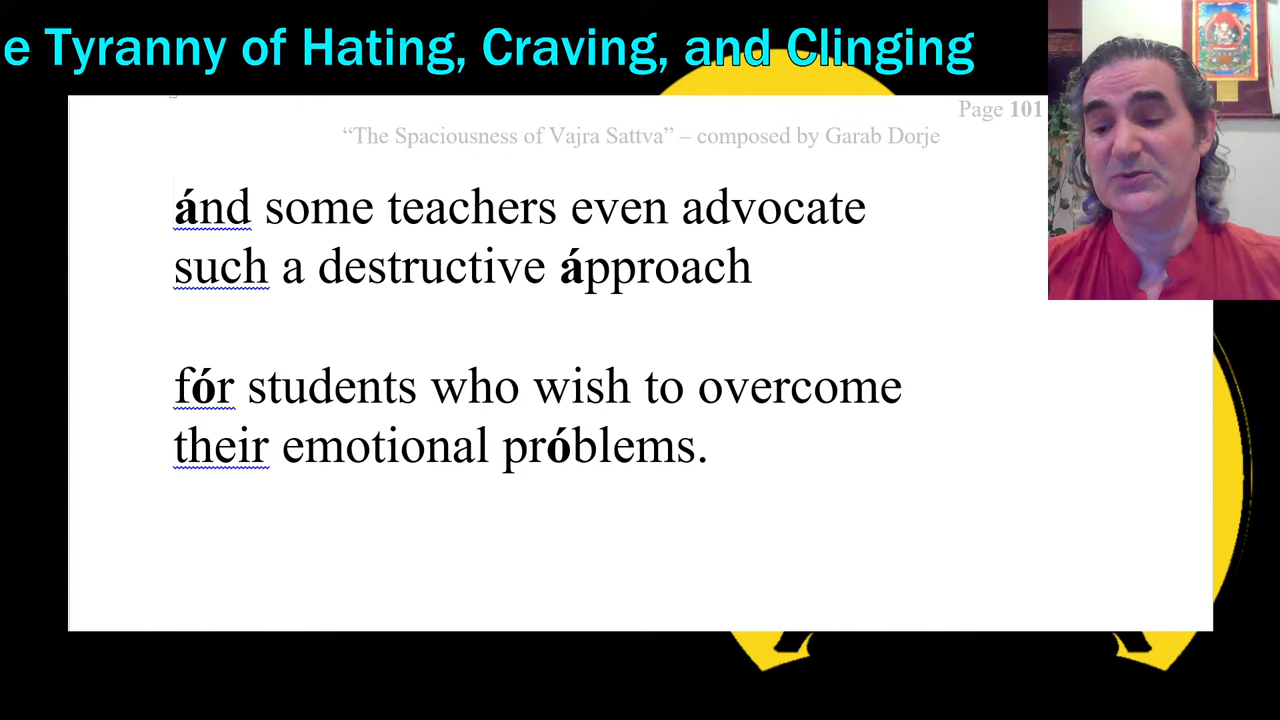 e Tyranny of Hating, Craving, and Clinging
Page 101
“The Spaciousness of Vajra Sattva” – composed by Garab Dorje
ánd some teachers even advocate
such a destructive ápproach
fór students who wish to overcome
their emotional próblems.